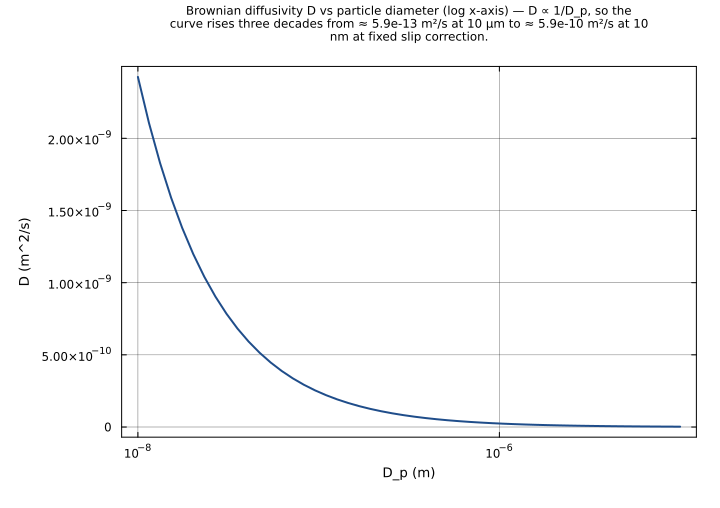 Brownian diffusivity D vs particle diameter (log x-axis) — D ∝ 1/D_p, so the
curve rises three decades from ≈ 5.9e-13 m²/s at 10 μm to ≈ 5.9e-10 m²/s at 10
nm at fixed slip correction.
2.00×10⁻⁹
1.50×10⁻⁹
1.00×10⁻⁹
5.00×10⁻¹⁰
0
D (m^2/s)
10⁻⁸
10⁻⁶
D_p (m)